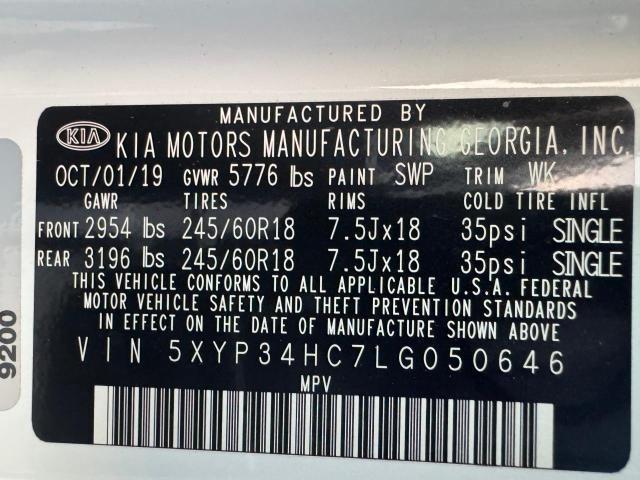 MANUFACTURED BY
KIA KIA MOTORS MANUFACTURING GEORGIA, INC.
OCT/01/19 GVWR 5776 lbs PAINT SWP TRIM WK
GAWR TIRES RIMS COLD TIRE INFL
FRONT 2954 lbs 245/60R18 7.5Jx18 35psi SINGLE
REAR 3196 lbs 245/60R18 7.5Jx18 35psi SINGLE
THIS VEHICLE CONFORMS TO ALL APPLICABLE U.S.A. FEDERAL
MOTOR VEHICLE SAFETY AND THEFT PREVENTION STANDARDS
IN EFFECT ON THE DATE OF MANUFACTURE SHOWN ABOVE
VIN 5XYP34HC7LG050646
MPV
9200